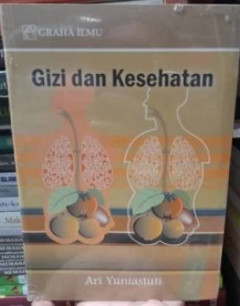 GRAHA ILMU
Gizi dan Kesehatan
Ari Yuniastuti